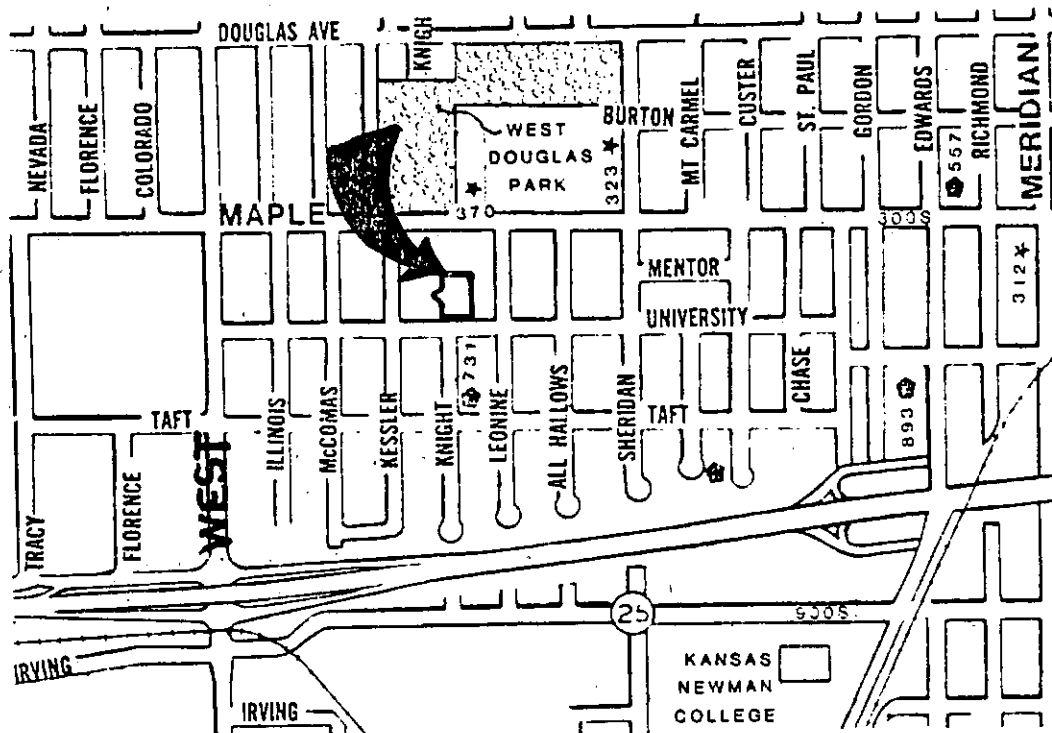 DOUGLAS AVE
KNIGH
NEVADA
FLORENCE
COLORADO
WEST
DOUGLAS
PARK
BURTON
323
370
MT CARMEL
CUSTER
ST. PAUL
GORDON
EDWARDS
557
RICHMOND
MERIDIAN
MAPLE
300S
312
MENTOR
UNIVERSITY
731
CHASE
893
TAFT
ILLINOIS
McCOMAS
KESSLER
KNIGHT
LEONINE
ALL HALLOWS
SHERIDAN
TAFT
WEST
TRACY
FLORENCE
25
900S
IRVING
IRVING
KANSAS
NEWMAN
COLLEGE